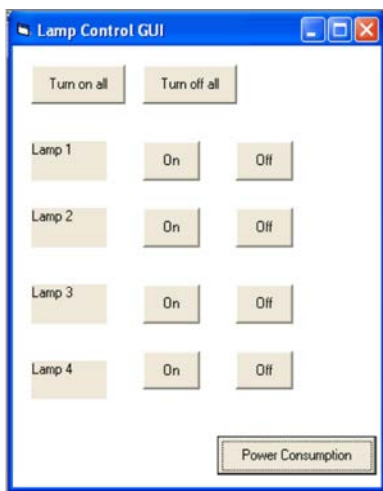 Lamp Control GUI
Turn on all Turn off all
Lamp 1 On Off
Lamp 2 On Off
Lamp 3 On Off
Lamp 4 On Off
Power Consumption